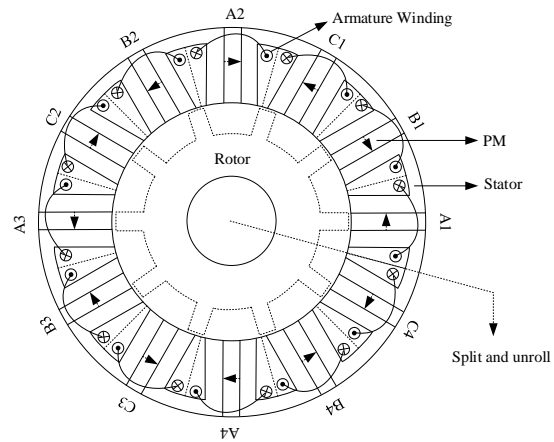 A2
Armature Winding
B2
C1
C2
B1
PM
Rotor
Stator
A3
A1
B3
C4
Split and unroll
C3
B4
A4